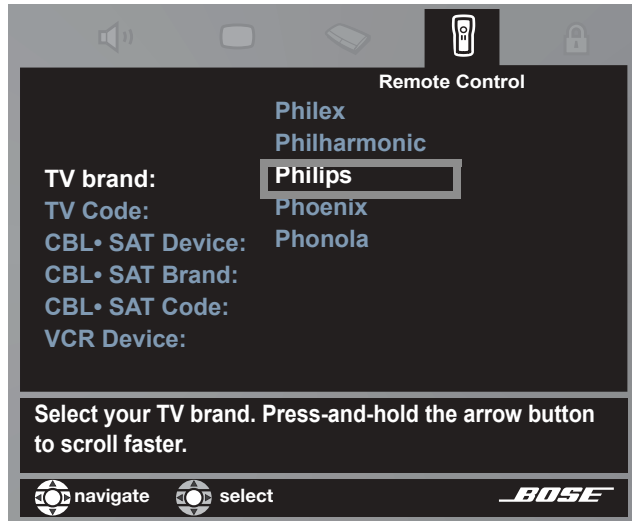 Remote Control
Philex
Philharmonic
TV brand: Philips
TV Code: Phoenix
CBL• SAT Device: Phonola
CBL• SAT Brand:
CBL• SAT Code:
VCR Device:
Select your TV brand. Press-and-hold the arrow button
to scroll faster.
navigate select BOSE